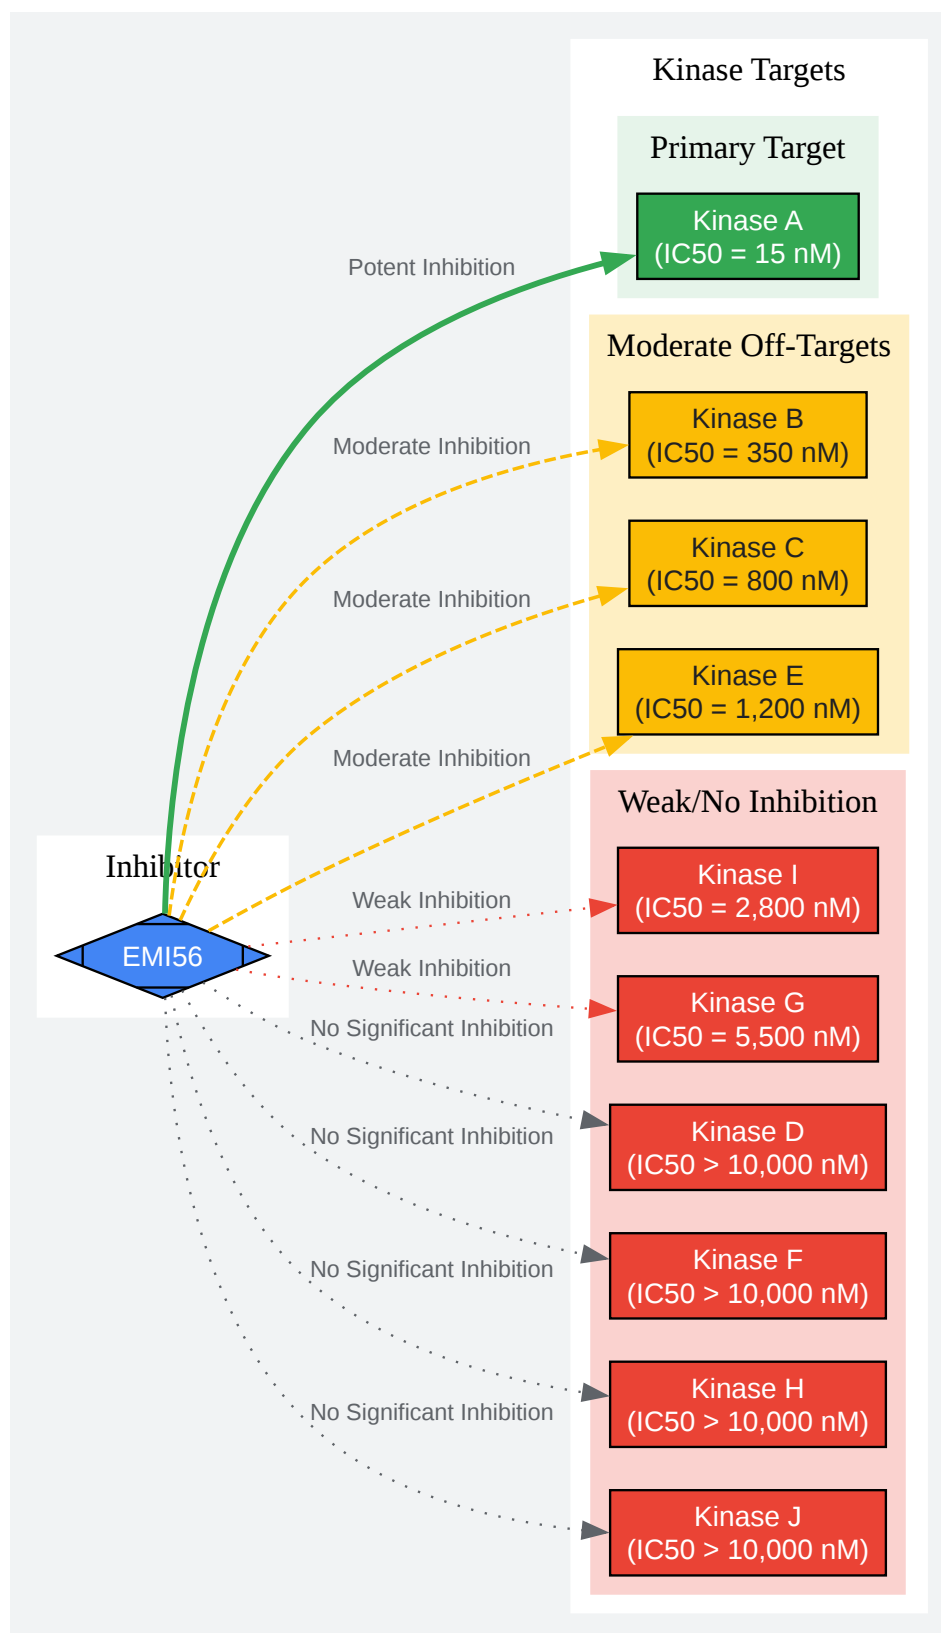 Kinase Targets
Primary Target
Kinase A
(IC50 = 15 nM)
Potent Inhibition
Moderate Off-Targets
Kinase B
(IC50 = 350 nM)
Moderate Inhibition
Kinase C
(IC50 = 800 nM)
Moderate Inhibition
Kinase E
(IC50 = 1,200 nM)
Moderate Inhibition
Weak/No Inhibition
Inhibitor
EMI56
Kinase I
(IC50 = 2,800 nM)
Weak Inhibition
Kinase G
(IC50 = 5,500 nM)
Weak Inhibition
No Significant Inhibition
Kinase D
(IC50 > 10,000 nM)
No Significant Inhibition
Kinase F
(IC50 > 10,000 nM)
No Significant Inhibition
Kinase H
(IC50 > 10,000 nM)
No Significant Inhibition
Kinase J
(IC50 > 10,000 nM)